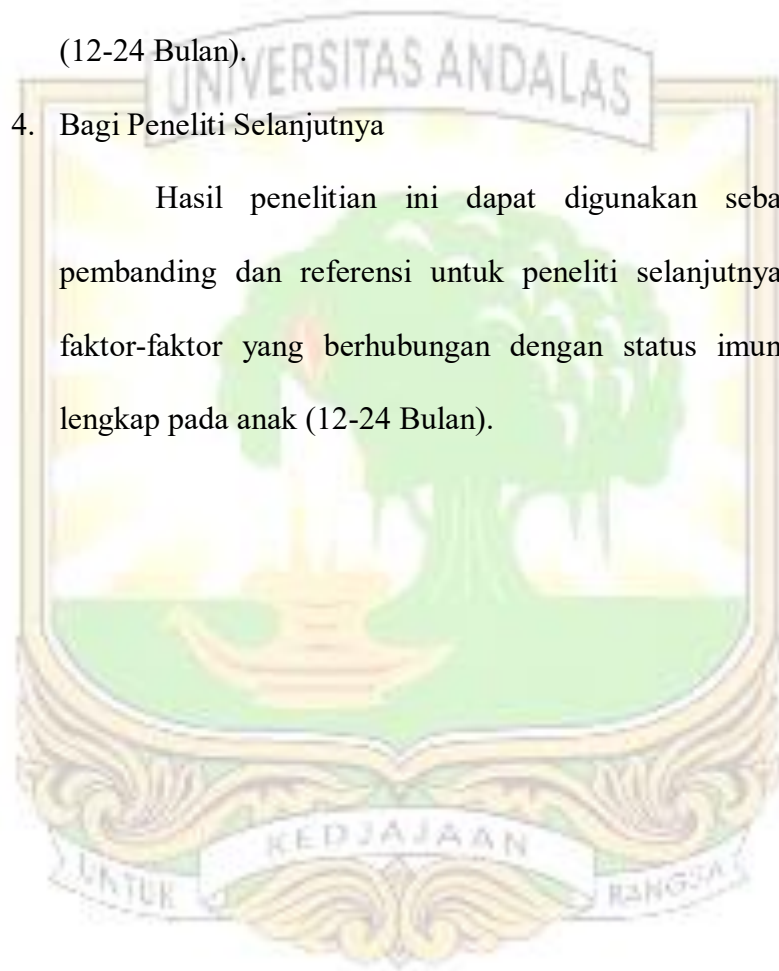 (12-24 Bulan).
UNIVERSITAS ANDALAS
4. Bagi Peneliti Selanjutnya
Hasil penelitian ini dapat digunakan seba
pembanding dan referensi untuk peneliti selanjutnya
faktor-faktor yang berhubungan dengan status imun
lengkap pada anak (12-24 Bulan).
KEDJAJAAN
UNTUK BANGSA